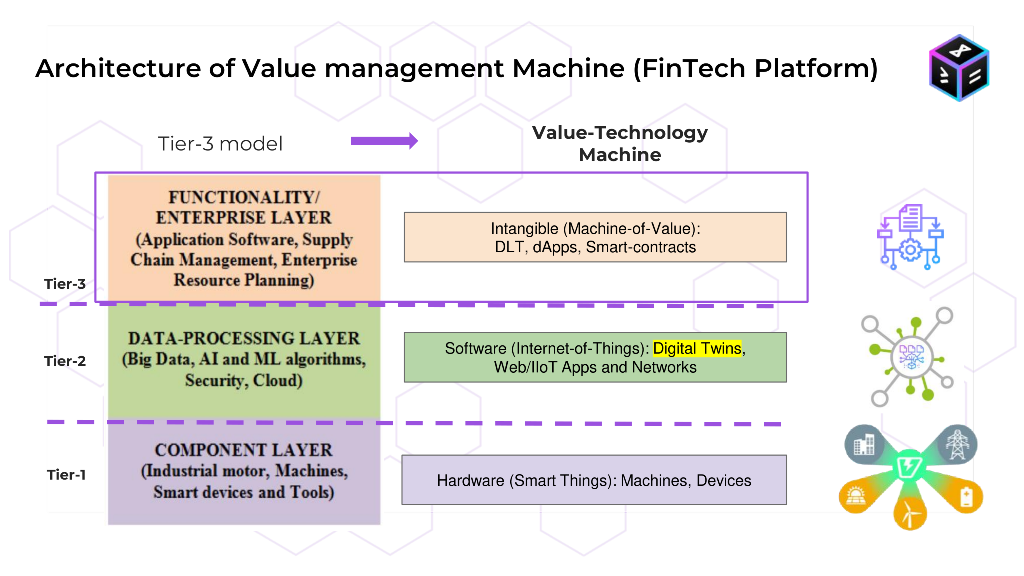 Architecture of Value management Machine (FinTech Platform)
Tier-3 model
Value-Technology
Machine
FUNCTIONALITY/
ENTERPRISE LAYER
(Application Software, Supply
Chain Management, Enterprise
Resource Planning)
Intangible (Machine-of-Value):
DLT, dApps, Smart-contracts
Tier-3
DATA-PROCESSING LAYER
(Big Data, AI and ML algorithms,
Security, Cloud)
Software (Internet-of-Things): Digital Twins,
Web/IIoT Apps and Networks
Tier-2
COMPONENT LAYER
(Industrial motor, Machines,
Smart devices and Tools)
Hardware (Smart Things): Machines, Devices
Tier-1